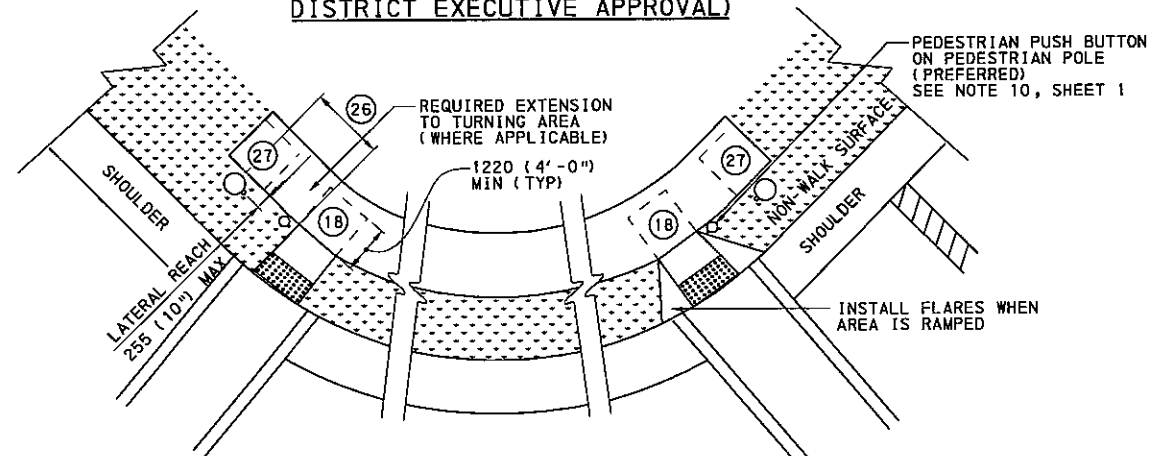 DISTRICT EXECUTIVE APPROVAL)
PEDESTRIAN PUSH BUTTON
ON PEDESTRIAN POLE
(PREFERRED)
SEE NOTE 10, SHEET 1
26
REQUIRED EXTENSION
TO TURNING AREA
(WHERE APPLICABLE)
1220 (4'-0")
MIN (TYP)
27
27
18
18
SHOULDER
NON-WALK SURFACE
SHOULDER
LATERAL REACH
255 (10") MAX
INSTALL FLARES WHEN
AREA IS RAMPED